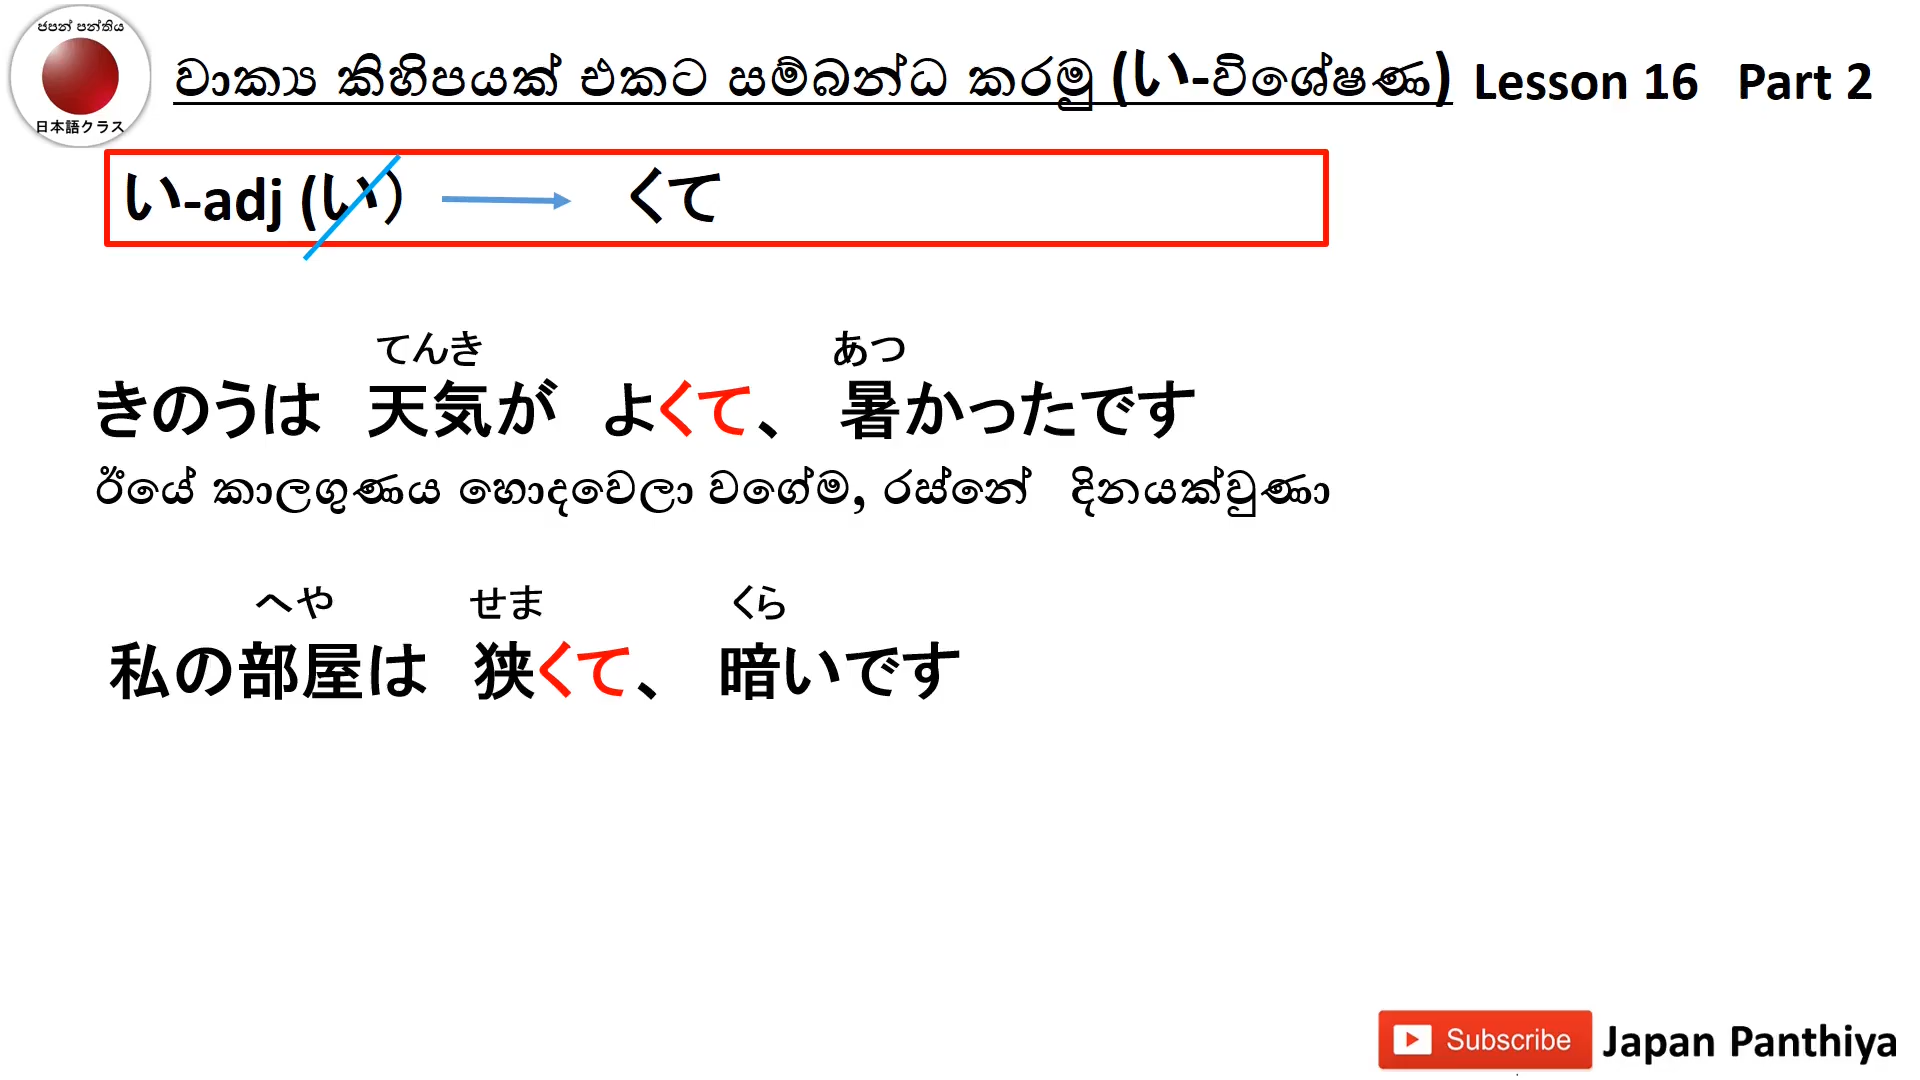 ජපන් පන්තිය
日本語クラス
වාක්‍ය කිහිපයක් එකට සම්බන්ධ කරමු (い-විශේෂණ) Lesson 16 Part 2
い-adj (い） くて
てんき あつ
きのうは 天気が よくて、 暑かったです
ඊයේ කාලගුණය හොඳවෙලා වගේම, රස්නේ දිනයක්වුණා
へや せま くら
私の部屋は 狭くて、 暗いです
Subscribe Japan Panthiya